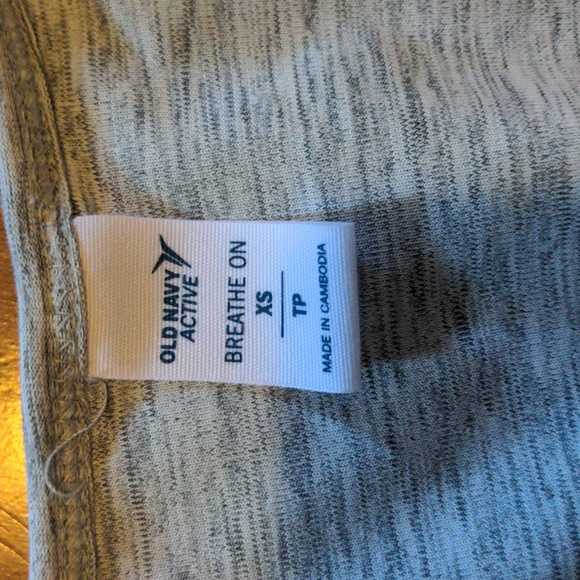 OLD NAVY
ACTIVE
BREATHE ON
XS
TP
MADE IN CAMBODIA